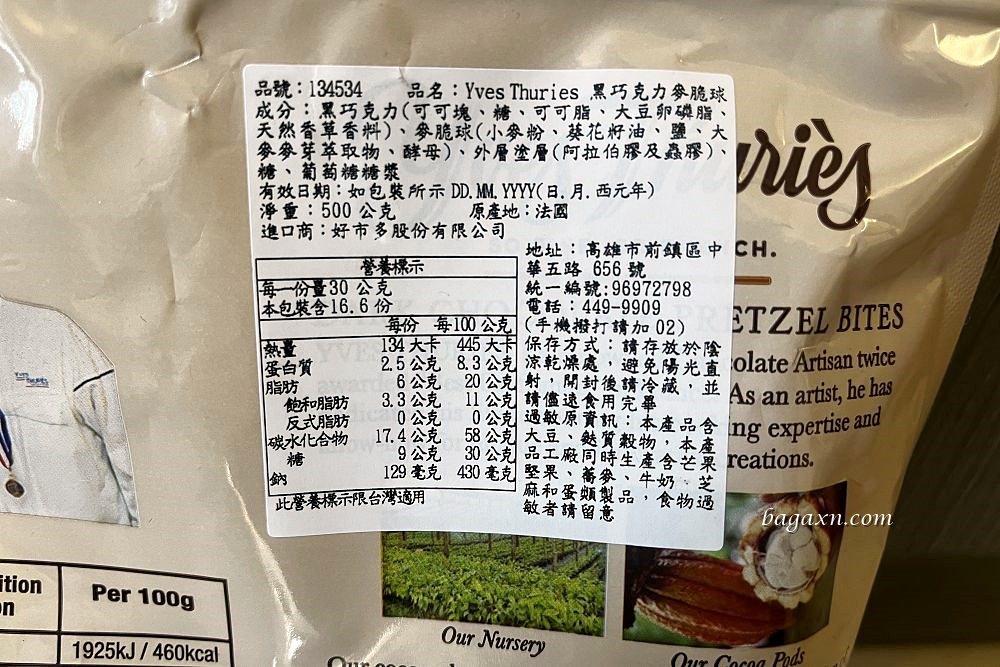 品號：134534 品名：Yves Thuries 黑巧克力麥脆球
成分：黑巧克力(可可塊、糖、可可脂、大豆卵磷脂、
天然香草香料)、麥脆球(小麥粉、葵花籽油、鹽、大
麥麥芽萃取物、酵母)、外層塗層(阿拉伯膠及蟲膠)、
糖、葡萄糖糖漿
有效日期：如包裝所示 DD.MM.YYYY(日.月.西元年)
淨重：500 公克 原產地：法國
進口商：好市多股份有限公司
地址：高雄市前鎮區中
華五路 656 號
統一編號:96972798
電話：449-9909
(手機撥打請加 02)
保存方式：請存放於陰
涼乾燥處，避免陽光直
射，開封後請冷藏，並
請儘速食用完畢
過敏原資訊：本產品含
大豆、麩質穀物，本產
品工廠同時生產含芒果
堅果、蕎麥、牛奶、芝
麻和蛋類製品，食物過
敏者請留意
營養標示
每一份量30 公克
本包裝含16.6 份
每份 每100 公克
熱量 134 大卡 445 大卡
蛋白質 2.5 公克 8.3 公克
脂肪 6 公克 20 公克
飽和脂肪 3.3 公克 11 公克
反式脂肪 0 公克 0 公克
碳水化合物 17.4 公克 58 公克
糖 9 公克 30 公克
鈉 129 毫克 430 毫克
此營養標示限台灣適用
uriès
CH.
ETZEL BITES
colate Artisan twice
As an artist, he has
ing expertise and
reations.
bagaxn.com
Our Nursery
Our Cocoa Pods
Per 100g
1925kJ / 460kcal